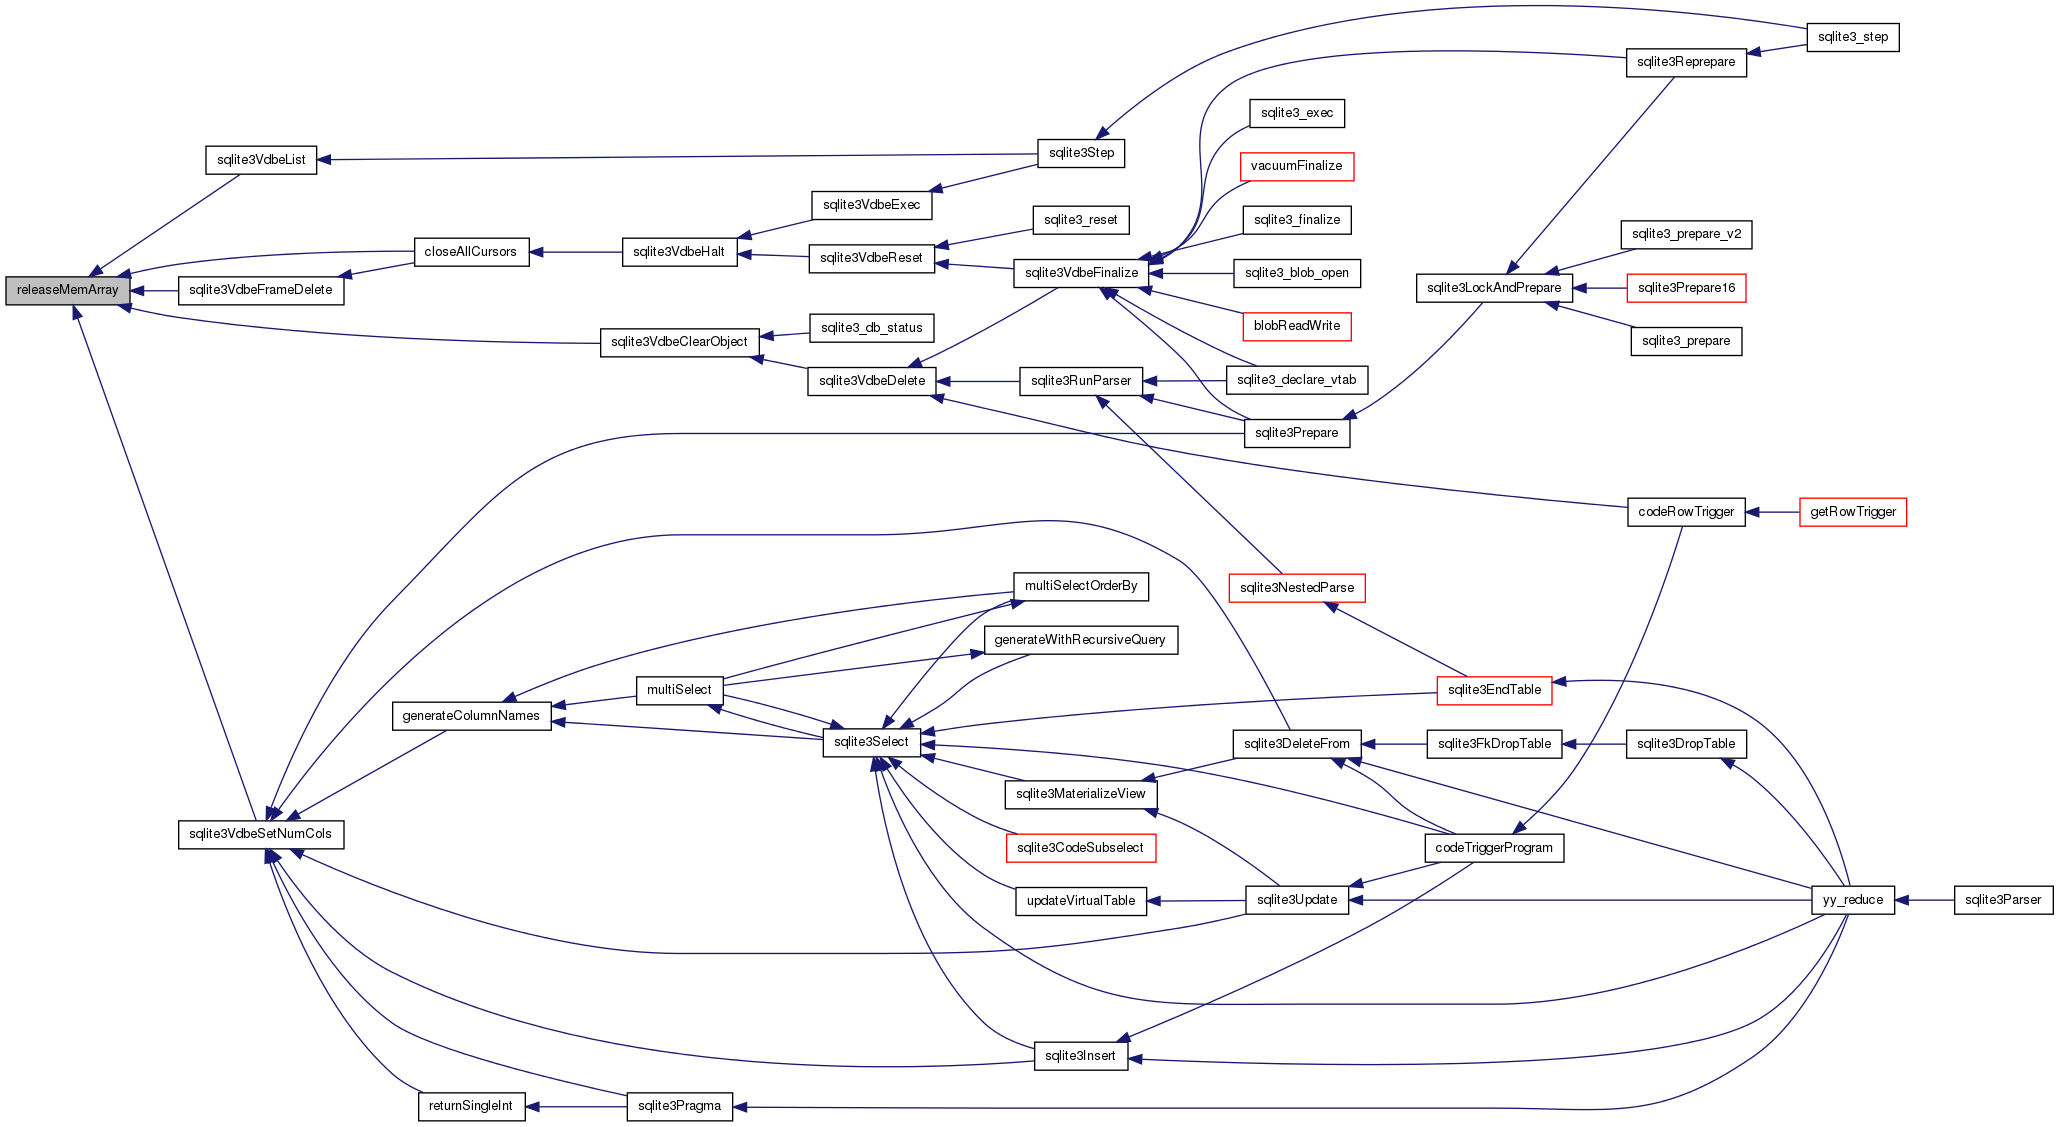 sqlite3_step
sqlite3Reprepare
sqlite3_exec
sqlite3VdbeList
sqlite3Step
vacuumFinalize
sqlite3VdbeExec
sqlite3_reset
sqlite3_finalize
sqlite3_prepare_v2
closeAllCursors
sqlite3VdbeHalt
sqlite3VdbeReset
sqlite3VdbeFinalize
sqlite3_blob_open
releaseMemArray
sqlite3VdbeFrameDelete
sqlite3LockAndPrepare
sqlite3Prepare16
sqlite3_db_status
blobReadWrite
sqlite3VdbeClearObject
sqlite3_prepare
sqlite3VdbeDelete
sqlite3RunParser
sqlite3_declare_vtab
sqlite3Prepare
codeRowTrigger
getRowTrigger
multiSelectOrderBy
sqlite3NestedParse
generateWithRecursiveQuery
multiSelect
sqlite3EndTable
generateColumnNames
sqlite3Select
sqlite3DeleteFrom
sqlite3FkDropTable
sqlite3DropTable
sqlite3MaterializeView
sqlite3VdbeSetNumCols
sqlite3CodeSubselect
codeTriggerProgram
updateVirtualTable
sqlite3Update
yy_reduce
sqlite3Parser
sqlite3Insert
returnSingleInt
sqlite3Pragma